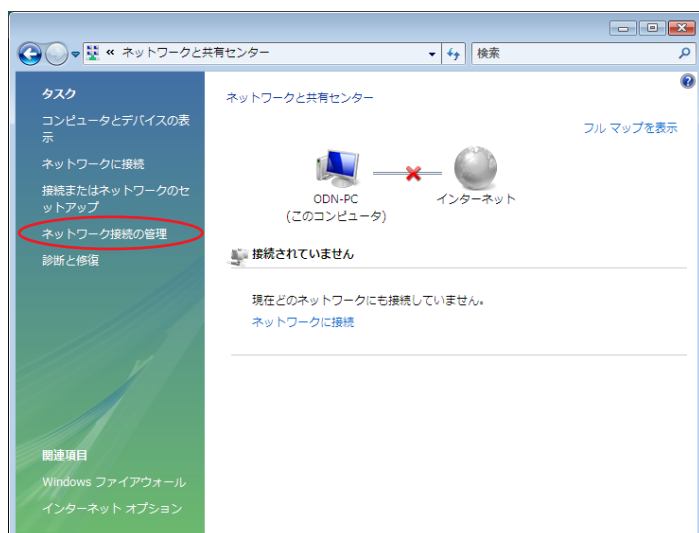 « ネットワークと共有センター
検索
タスク
コンピュータとデバイスの表
示
ネットワークに接続
接続またはネットワークのセ
ットアップ
ネットワーク接続の管理
診断と修復
関連項目
Windows ファイアウォール
インターネット オプション
ネットワークと共有センター
フル マップを表示
ODN-PC
(このコンピュータ)
インターネット
接続されていません
現在どのネットワークにも接続していません。
ネットワークに接続